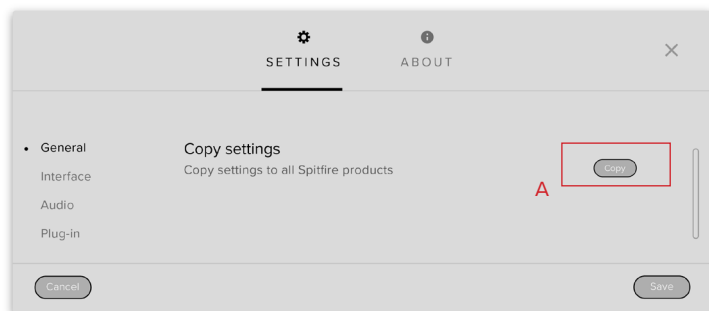 SETTINGS
ABOUT
General
Interface
Audio
Plug-in
Copy settings
Copy settings to all Spitfire products
Copy
A
Cancel
Save